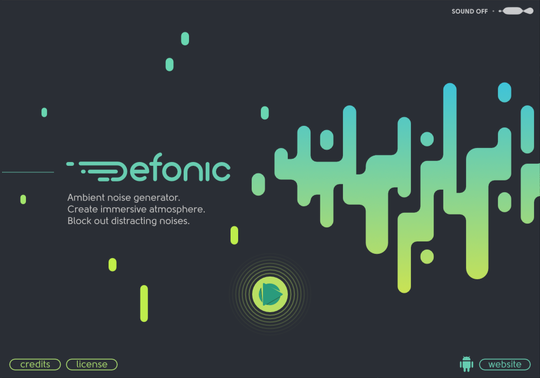 SOUND OFF
Defonic
Ambient noise generator.
Create immersive atmosphere.
Block out distracting noises.
credits
license
website